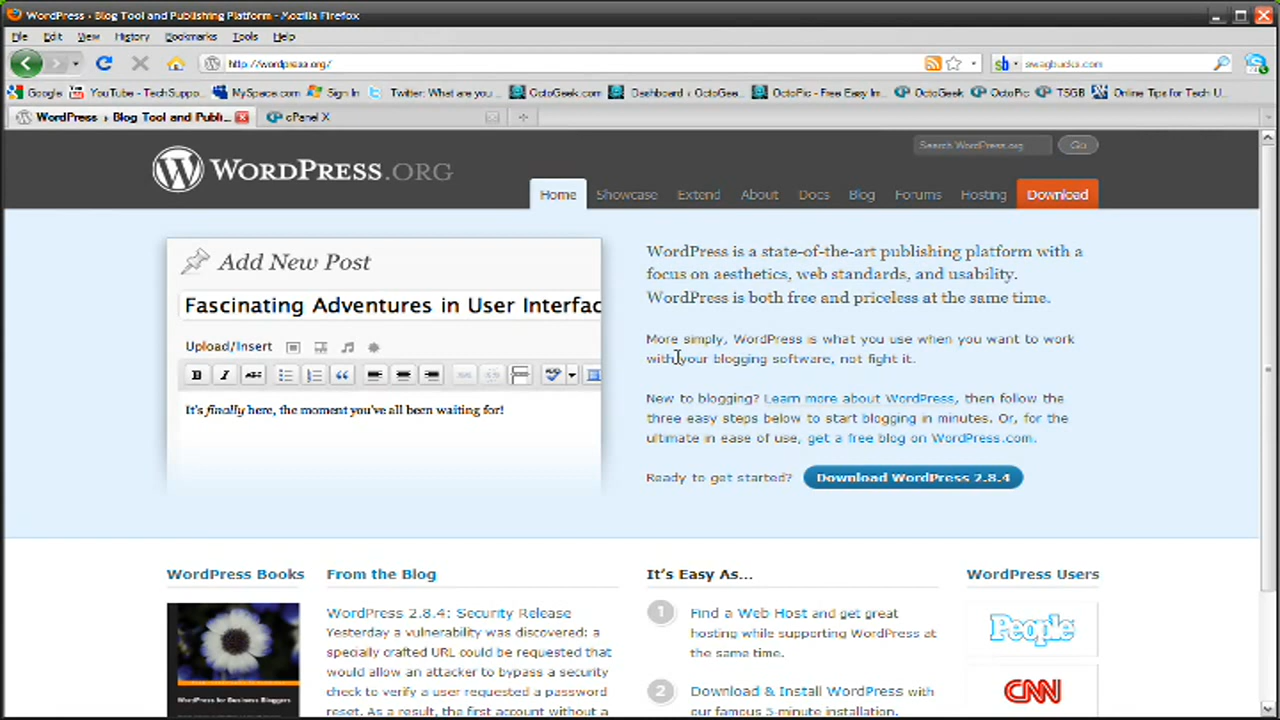 WordPress › Blog Tool and Publishing Platform - Mozilla Firefox
File Edit View History Bookmarks Tools Help
http://wordpress.org/
swagbucks.com
Google YouTube - TechSuppo... MySpace.com Sign In Twitter: What are you ... OctoGeek.com Dashboard ‹ OctoGee... OctoPic - Free Easy Im... OctoGeek OctoPic TSGB Online Tips for Tech U...
WordPress › Blog Tool and Publi... cPanel X
WORDPRESS.ORG
Search WordPress.org Go
Home Showcase Extend About Docs Blog Forums Hosting Download
Add New Post
Fascinating Adventures in User Interfac
Upload/Insert
B I ABC
ABC
It's finally here, the moment you've all been waiting for!
WordPress is a state-of-the-art publishing platform with a
focus on aesthetics, web standards, and usability.
WordPress is both free and priceless at the same time.
More simply, WordPress is what you use when you want to work
with your blogging software, not fight it.
New to blogging? Learn more about WordPress, then follow the
three easy steps below to start blogging in minutes. Or, for the
ultimate in ease of use, get a free blog on WordPress.com.
Ready to get started? Download WordPress 2.8.4
WordPress Books
WordPress for Business Bloggers
From the Blog
WordPress 2.8.4: Security Release
Yesterday a vulnerability was discovered: a
specially crafted URL could be requested that
would allow an attacker to bypass a security
check to verify a user requested a password
reset. As a result, the first account without a
It's Easy As...
1 Find a Web Host and get great
hosting while supporting WordPress at
the same time.
2 Download & Install WordPress with
our famous 5-minute installation.
WordPress Users
People
CNN